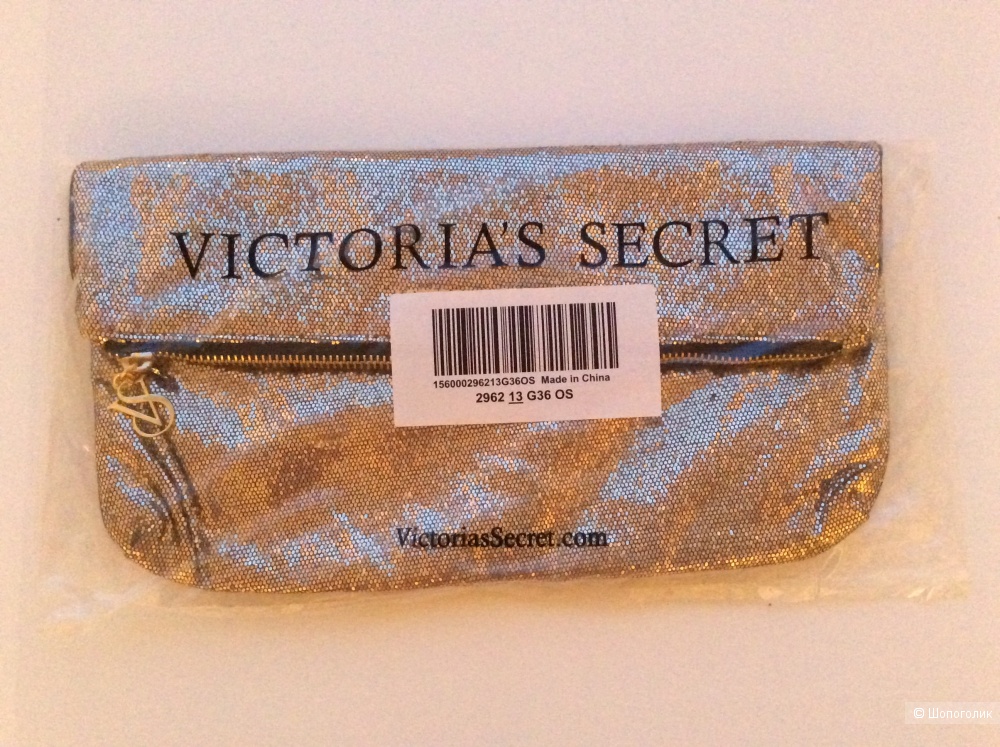 VICTORIA'S SECRET
156000296213G36OS Made in China
2962 13 G36 OS
VictoriasSecret.com
© Шопоголик